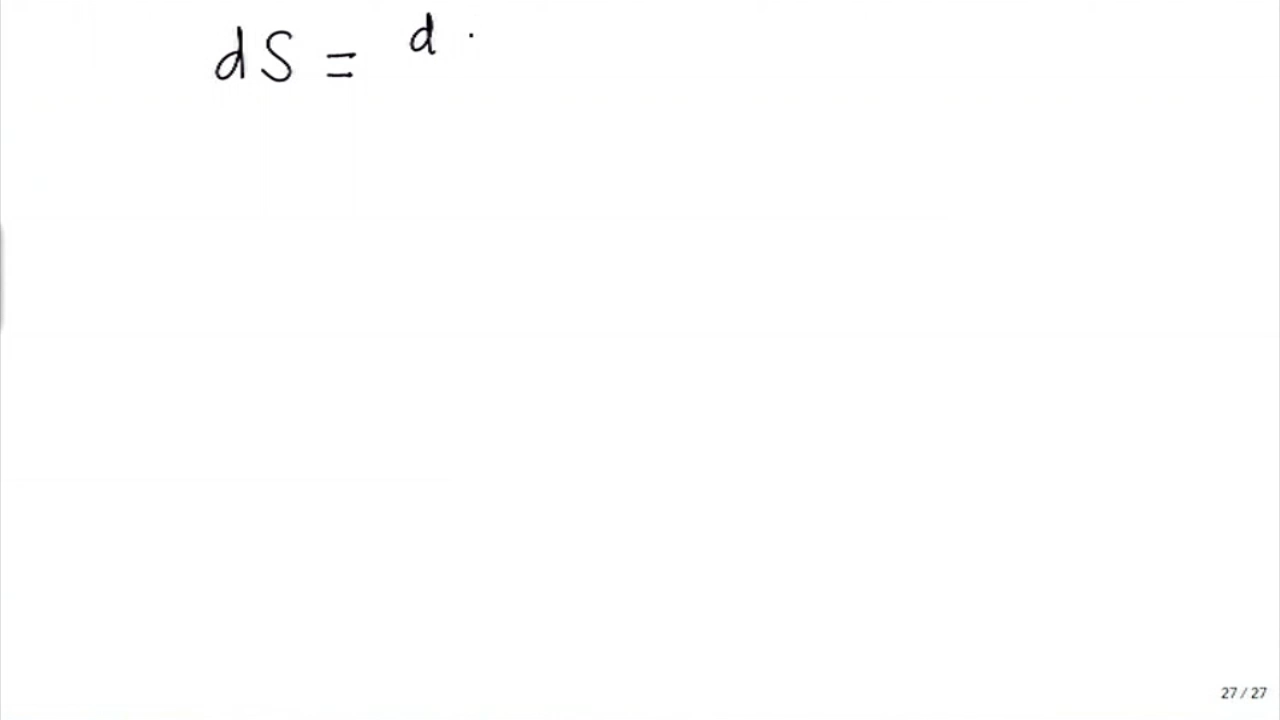 dS = d
27 / 27